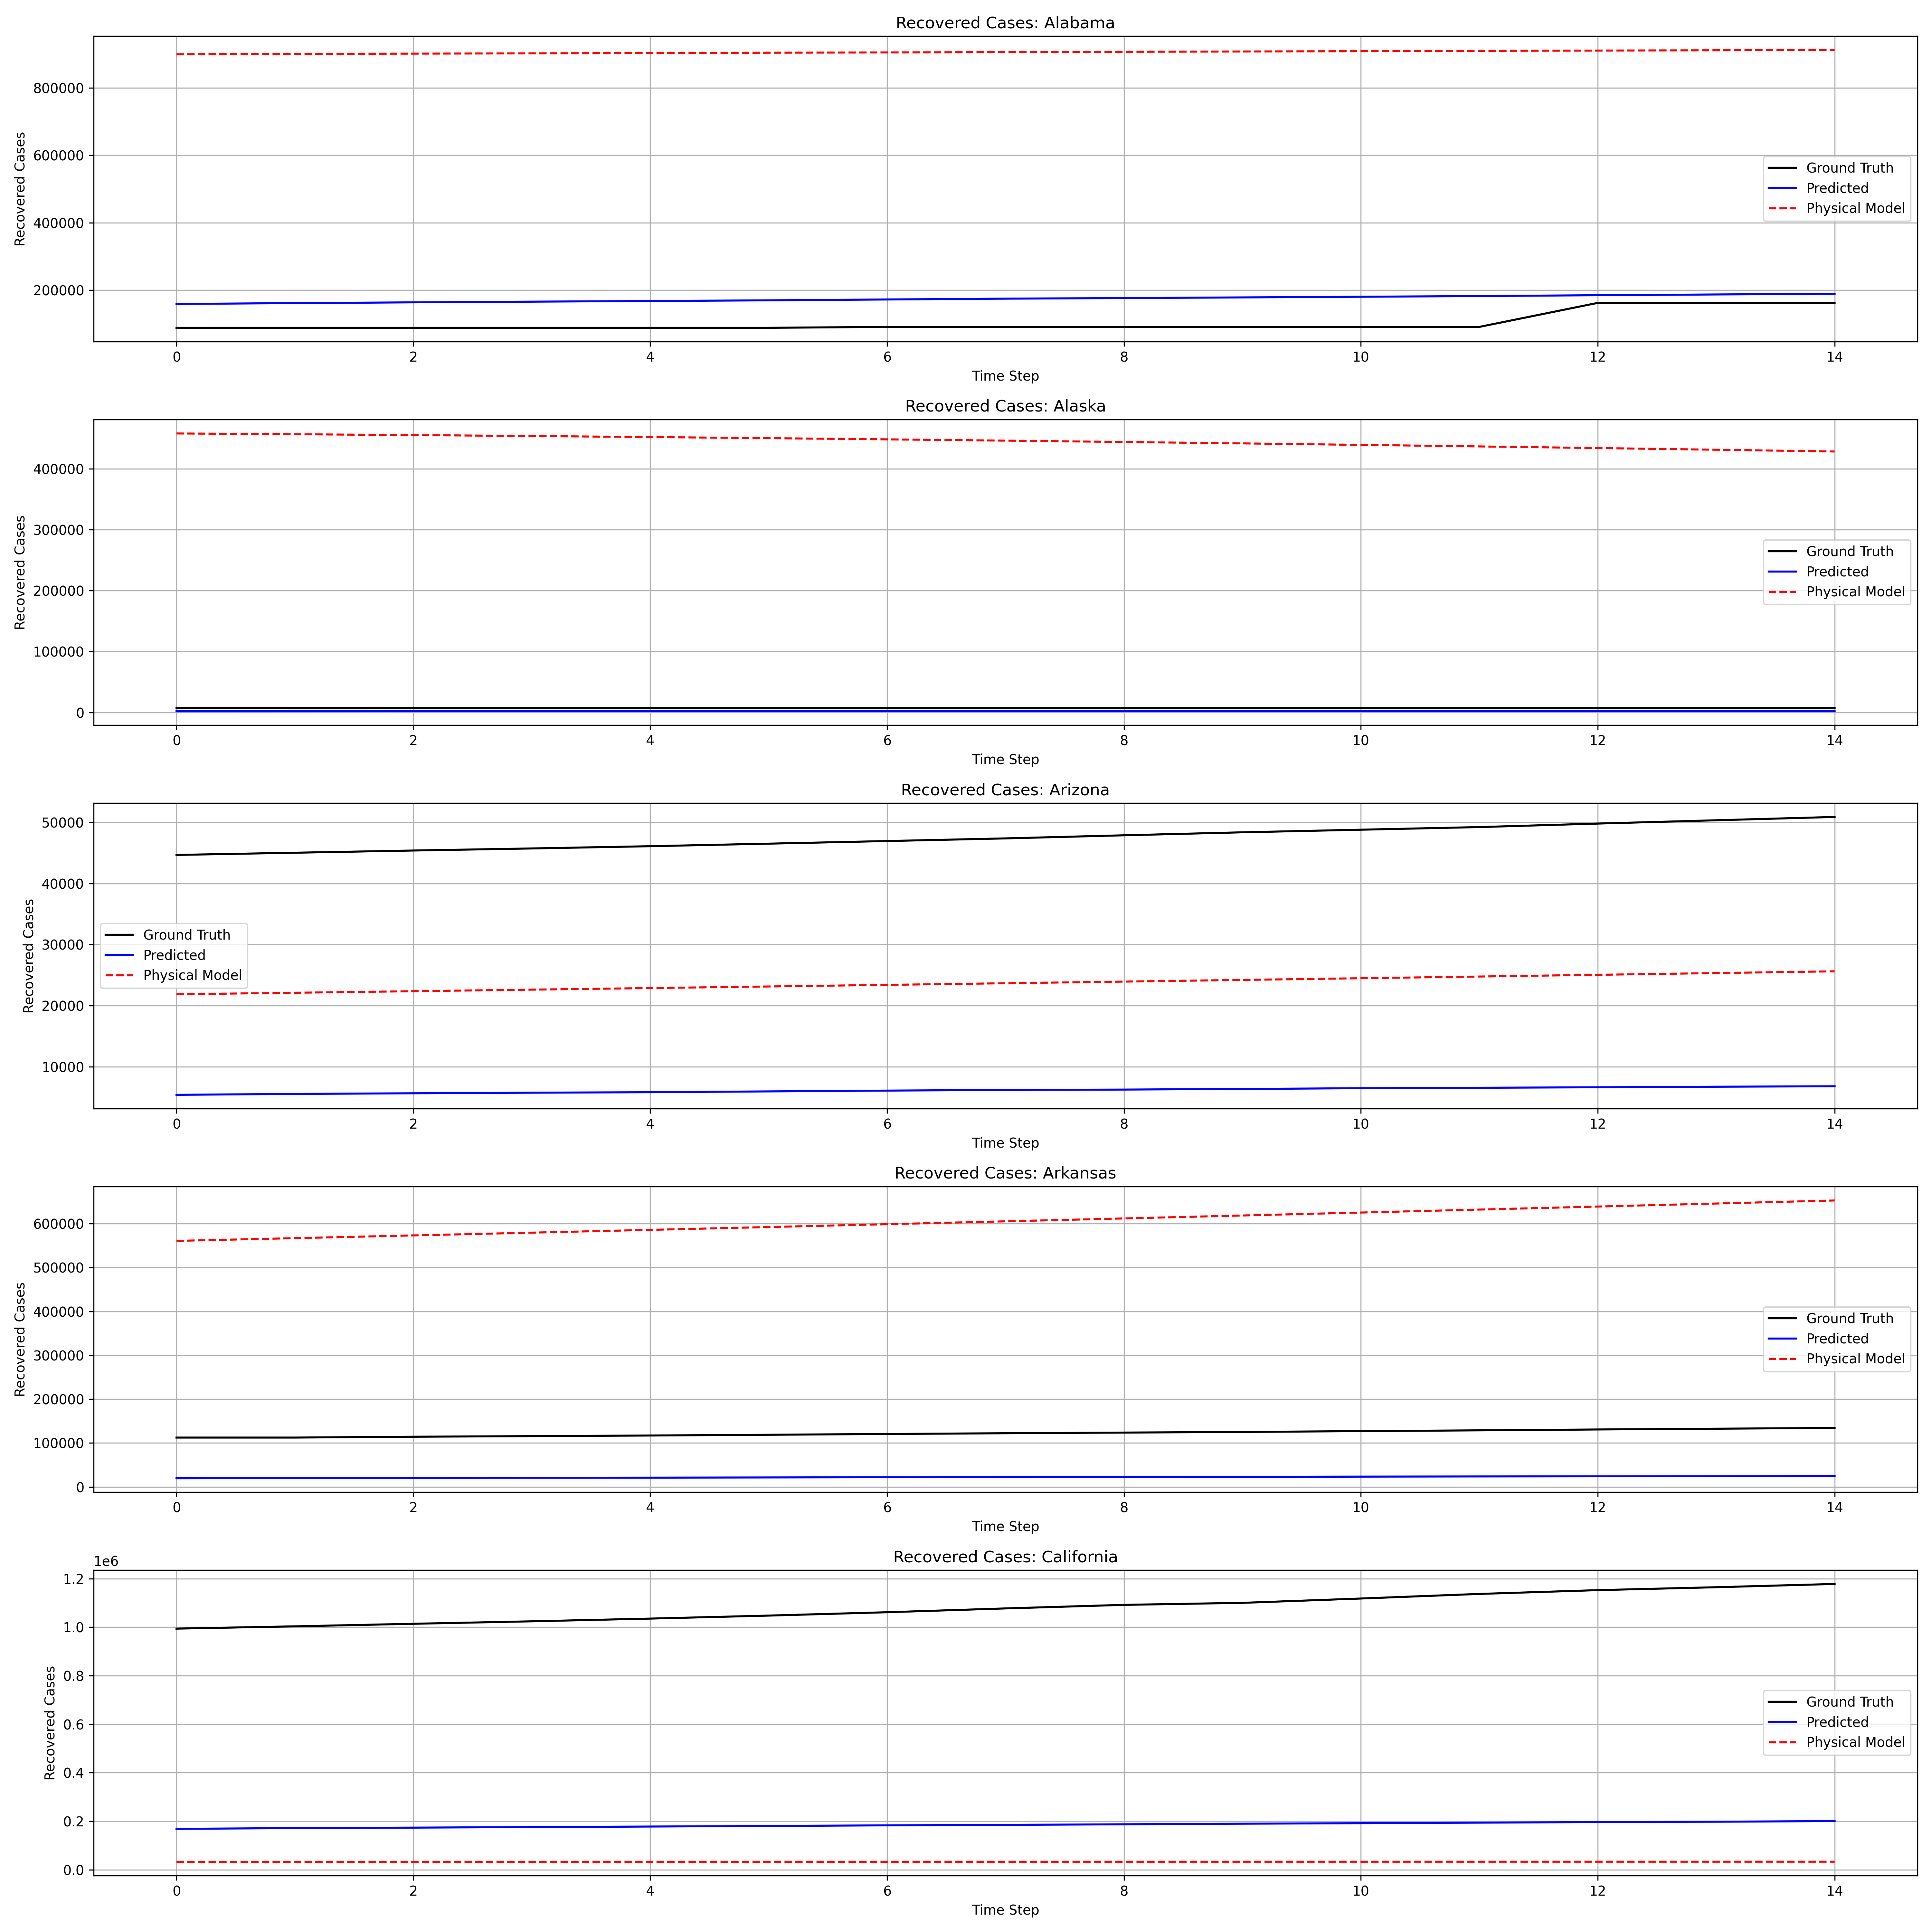 Recovered Cases: Alabama
800000
600000
400000
200000
Recovered Cases
Ground Truth
Predicted
Physical Model
0 2 4 6 8 10 12 14
Time Step
Recovered Cases: Alaska
400000
300000
200000
100000
0
Recovered Cases
Ground Truth
Predicted
Physical Model
0 2 4 6 8 10 12 14
Time Step
Recovered Cases: Arizona
50000
40000
30000
20000
10000
Recovered Cases
Ground Truth
Predicted
Physical Model
0 2 4 6 8 10 12 14
Time Step
Recovered Cases: Arkansas
600000
500000
400000
300000
200000
100000
0
Recovered Cases
Ground Truth
Predicted
Physical Model
0 2 4 6 8 10 12 14
Time Step
Recovered Cases: California
1e6
1.2
1.0
0.8
0.6
0.4
0.2
0.0
Recovered Cases
Ground Truth
Predicted
Physical Model
0 2 4 6 8 10 12 14
Time Step